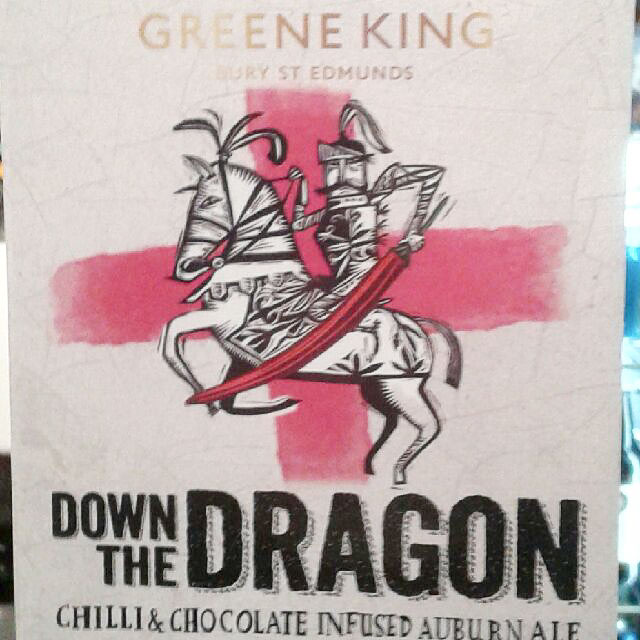 GREENE KING
BURY ST EDMUNDS
DOWN
THE
DRAGON
CHILLI & CHOCOLATE INFUSED AUBURN ALE